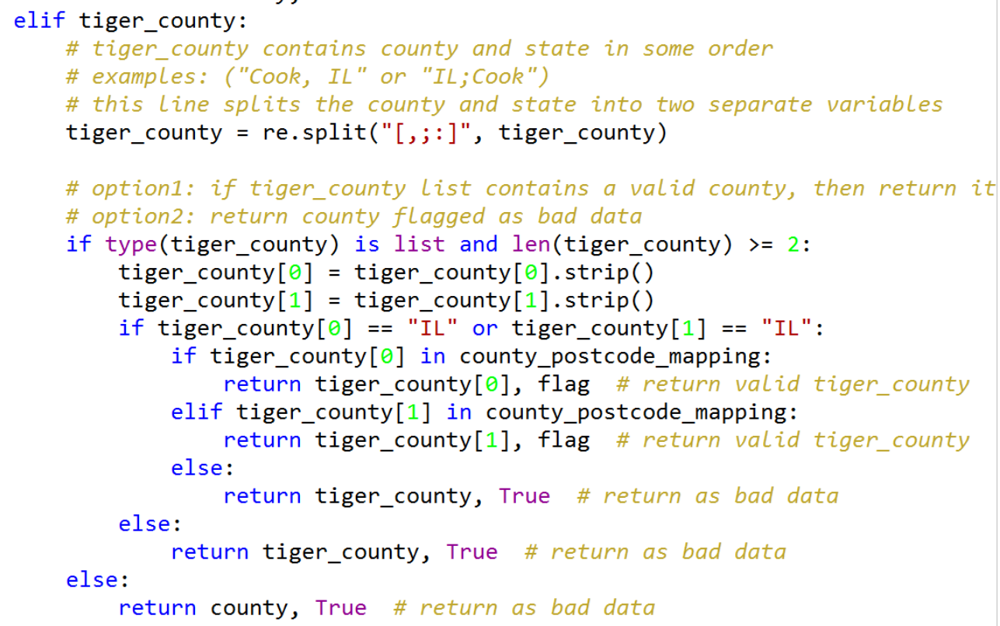 elif tiger_county:
    # tiger_county contains county and state in some order
    # examples: ("Cook, IL" or "IL;Cook")
    # this line splits the county and state into two separate variables
    tiger_county = re.split("[,;:]", tiger_county)

    # option1: if tiger_county list contains a valid county, then return it
    # option2: return county flagged as bad data
    if type(tiger_county) is list and len(tiger_county) >= 2:
        tiger_county[0] = tiger_county[0].strip()
        tiger_county[1] = tiger_county[1].strip()
        if tiger_county[0] == "IL" or tiger_county[1] == "IL":
            if tiger_county[0] in county_postcode_mapping:
                return tiger_county[0], flag  # return valid tiger_county
            elif tiger_county[1] in county_postcode_mapping:
                return tiger_county[1], flag  # return valid tiger_county
            else:
                return tiger_county, True  # return as bad data
        else:
            return tiger_county, True  # return as bad data
    else:
        return county, True  # return as bad data